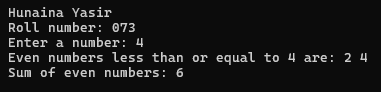 Hunaina Yasir
Roll number: 073
Enter a number: 4
Even numbers less than or equal to 4 are: 2 4
Sum of even numbers: 6